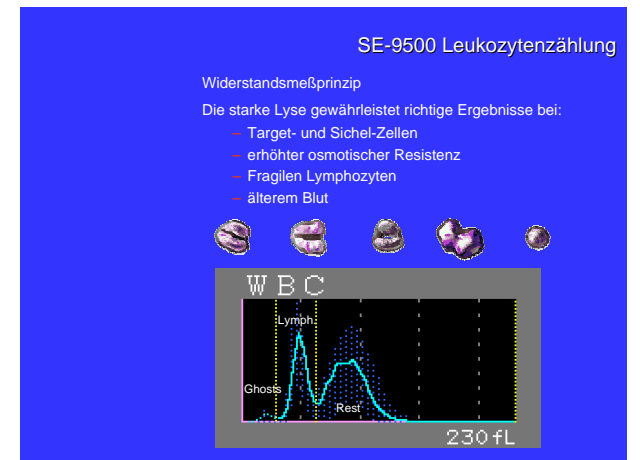 SE-9500 Leukozytenzählung
Widerstandsmeßprinzip
Die starke Lyse gewährleistet richtige Ergebnisse bei:
– Target- und Sichel-Zellen
– erhöhter osmotischer Resistenz
– Fragilen Lymphozyten
– älterem Blut
WBC
Lymph.
Ghosts
Rest
230fL